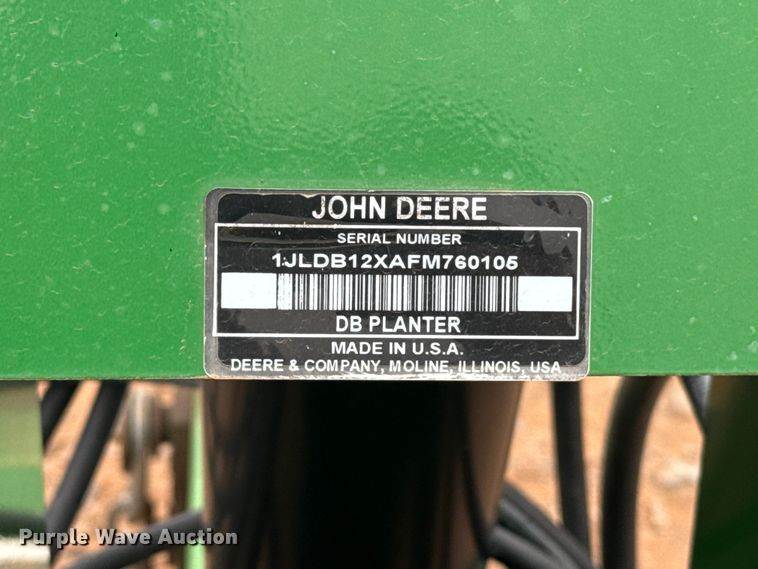 JOHN DEERE
SERIAL NUMBER
1JLDB12XAFM760105
DB PLANTER
MADE IN U.S.A.
DEERE & COMPANY, MOLINE, ILLINOIS, USA
Purple Wave Auction